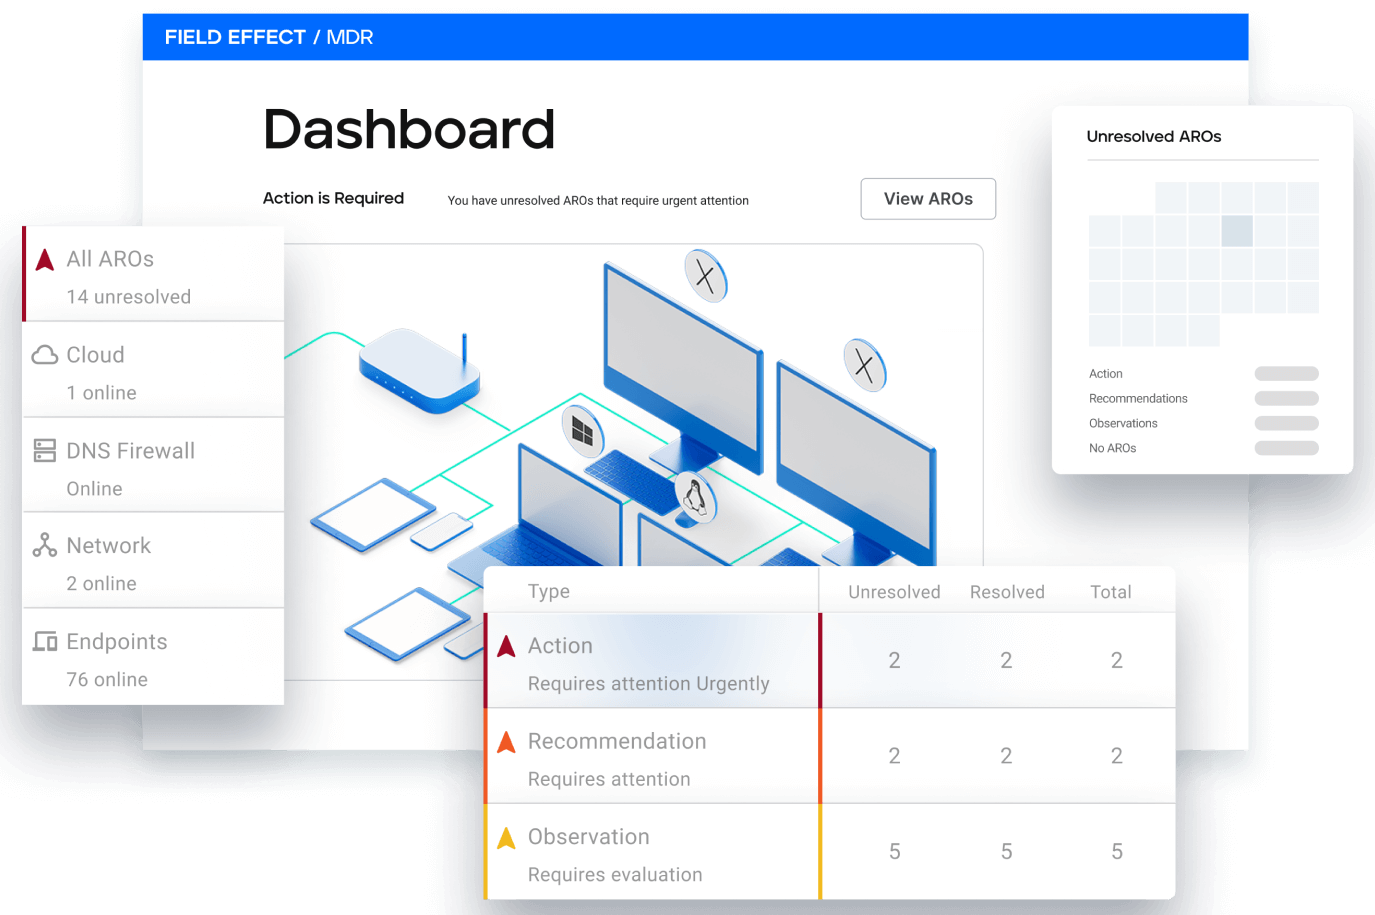 FIELD EFFECT / MDR
Dashboard
Action is Required
You have unresolved AROs that require urgent attention
View AROs
Unresolved AROs
Action
Recommendations
Observations
No AROs
All AROs
14 unresolved
Cloud
1 online
DNS Firewall
Online
Network
2 online
Endpoints
76 online
Type Unresolved Resolved Total
Action
Requires attention Urgently
2 2 2
Recommendation
Requires attention
2 2 2
Observation
Requires evaluation
5 5 5